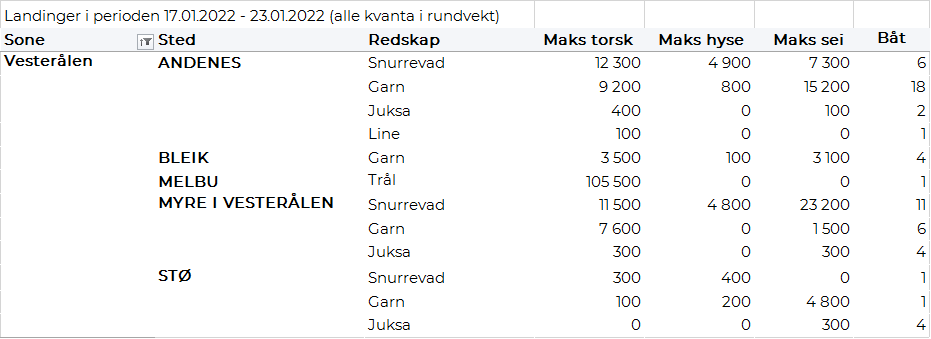 Landinger i perioden 17.01.2022 - 23.01.2022 (alle kvanta i rundvekt)
Sone Sted Redskap Maks torsk Maks hyse Maks sei Båt
Vesterålen ANDENES Snurrevad 12 300 4 900 7 300 6
Garn 9 200 800 15 200 18
Juksa 400 0 100 2
Line 100 0 0 1
BLEIK Garn 3 500 100 3 100 4
MELBU Trål 105 500 0 0 1
MYRE I VESTERÅLEN Snurrevad 11 500 4 800 23 200 11
Garn 7 600 0 1 500 6
Juksa 300 0 300 4
STØ Snurrevad 300 400 0 1
Garn 100 200 4 800 1
Juksa 0 0 300 4